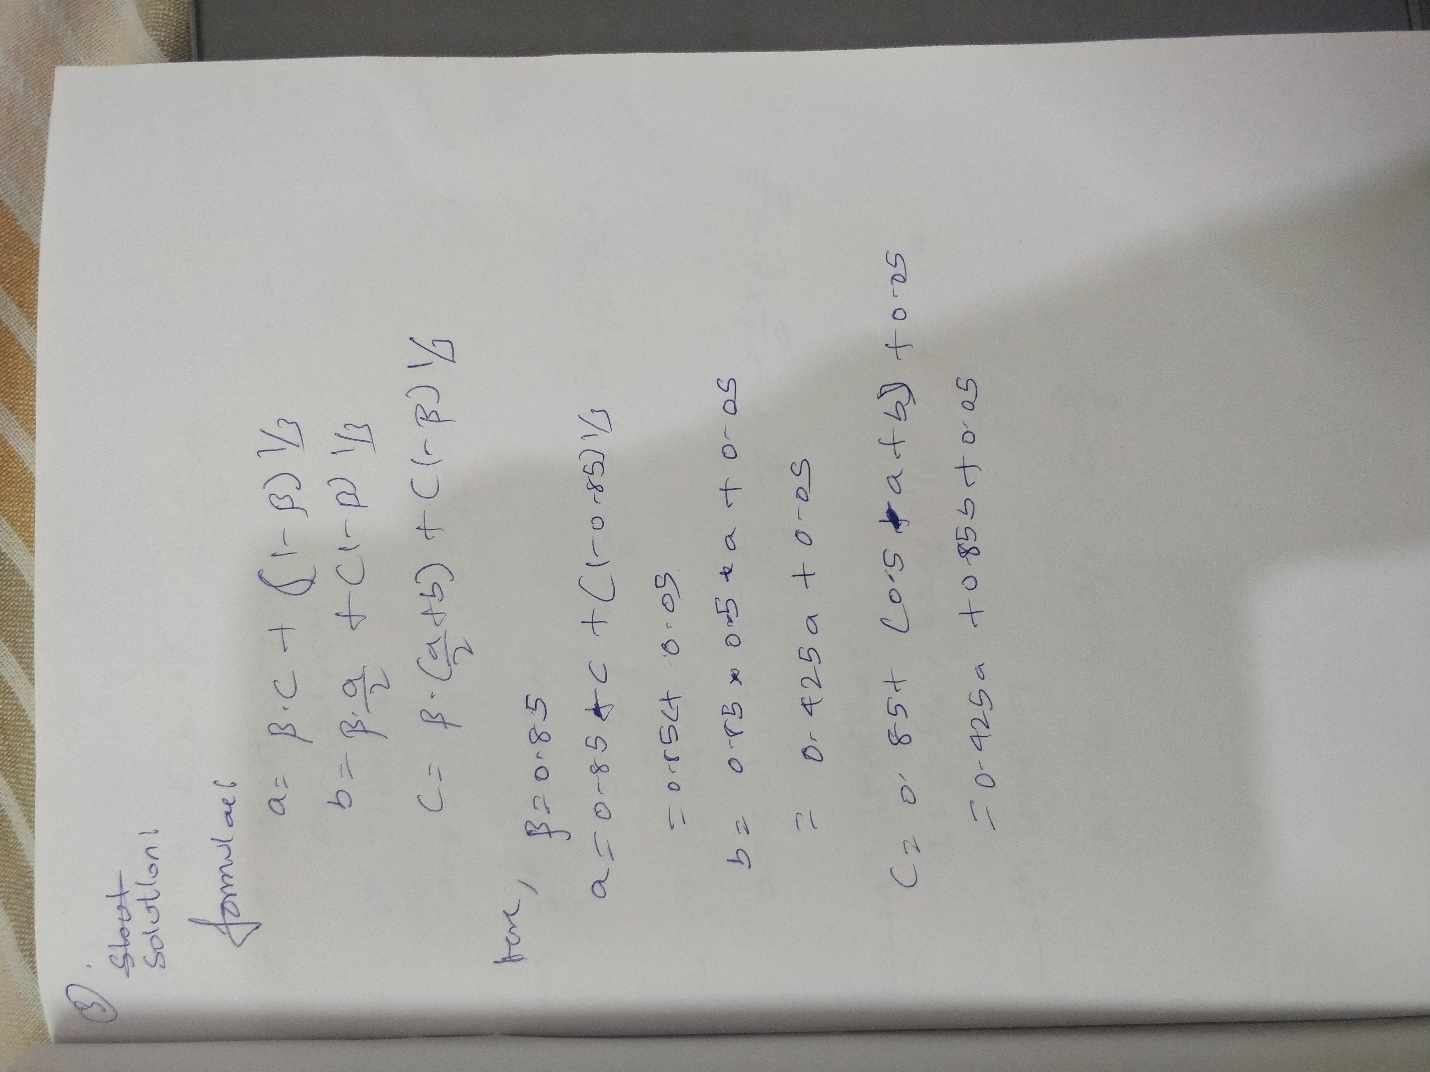 ③.
Solution:
formulae:
a = β.c + (1-β) 1/3
b = β.a/2 + (1-β) 1/3
c = β.(a/2+b) + (1-β) 1/3
here,
β = 0.85
a = 0.85 * c + (1-0.85) 1/3
= 0.85c+ 0.05
b = 0.85 * 0.5 * a + 0.05
= 0.425a + 0.05
c = 0.85* (0.5 * a+b) + 0.05
= 0.425a + 0.85b + 0.05